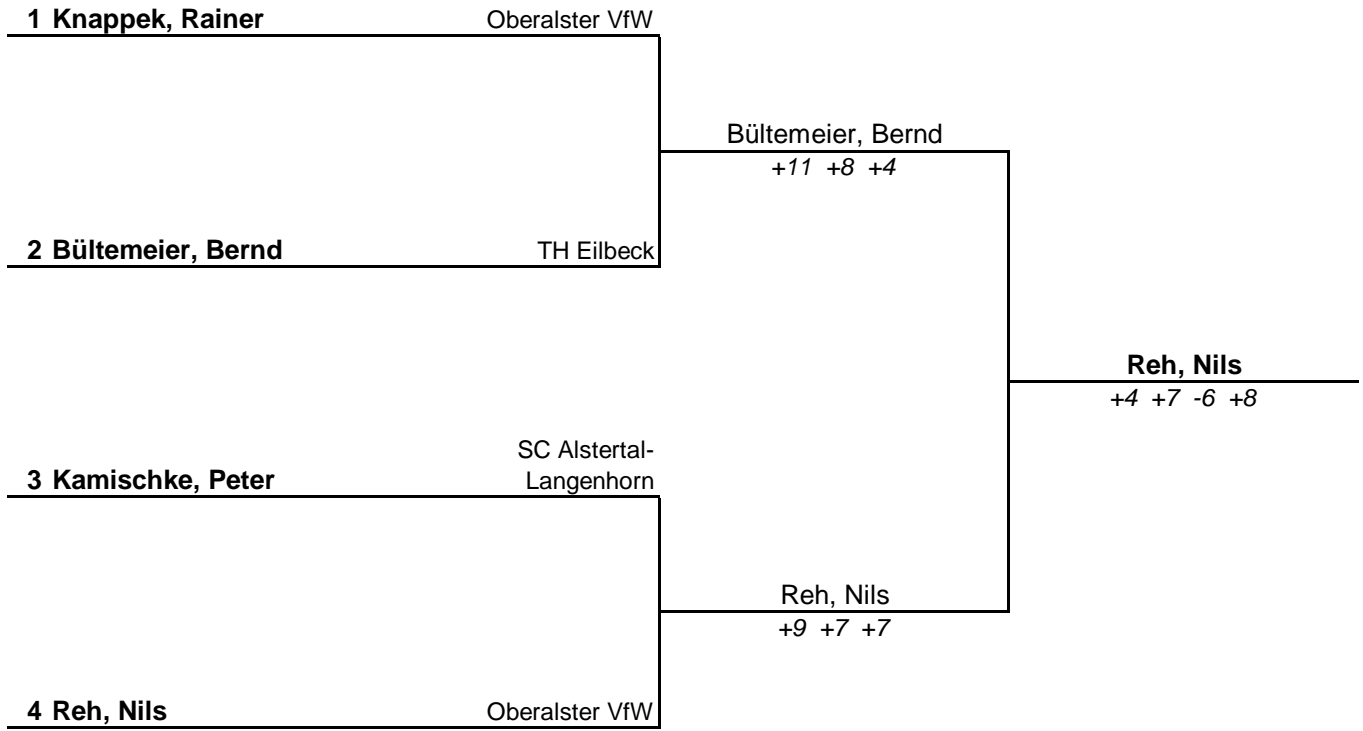 1 Knappek, Rainer Oberalster VfW
Bültemeier, Bernd
+11 +8 +4
2 Bültemeier, Bernd TH Eilbeck
Reh, Nils
+4 +7 -6 +8
SC Alstertal-
3 Kamischke, Peter Langenhorn
Reh, Nils
+9 +7 +7
4 Reh, Nils Oberalster VfW